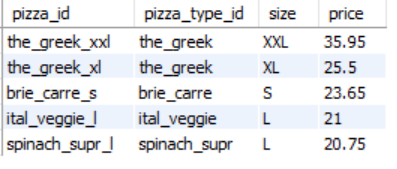 pizza_id pizza_type_id size price
the_greek_xxl the_greek XXL 35.95
the_greek_xl the_greek XL 25.5
brie_carre_s brie_carre S 23.65
ital_veggie_l ital_veggie L 21
spinach_supr_l spinach_supr L 20.75